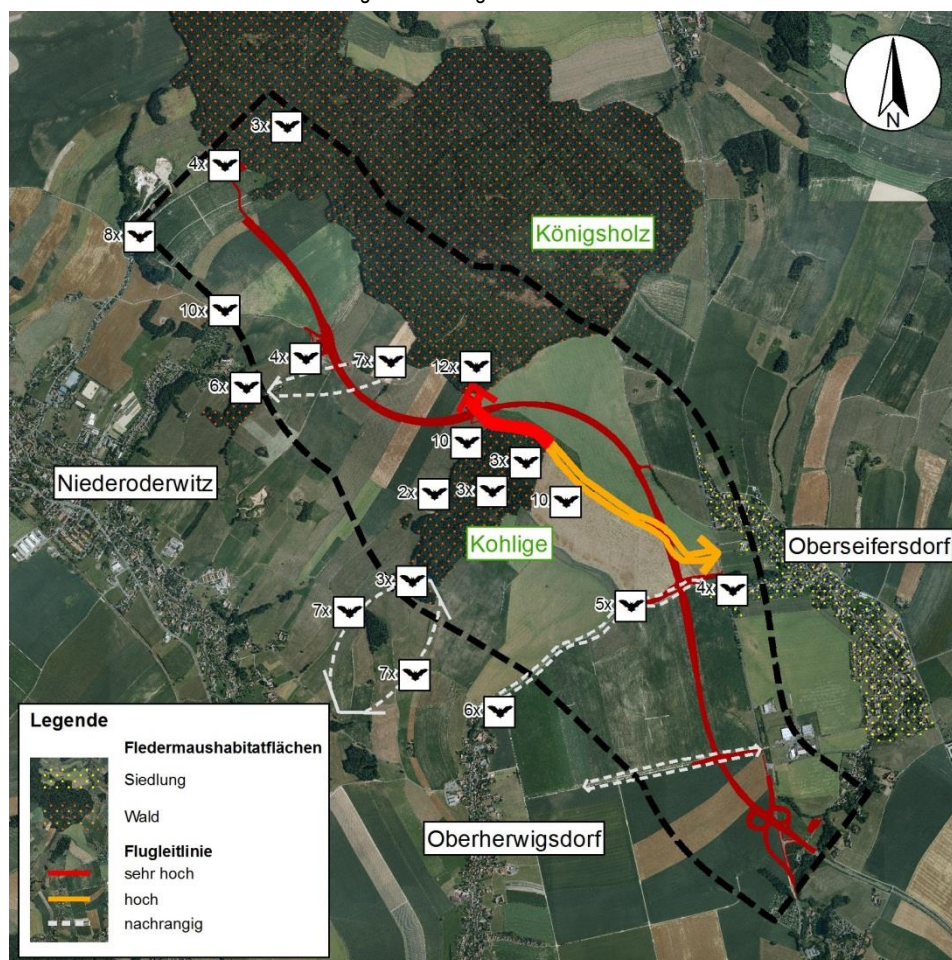 N
3x
4x
Königsholz
8x
10x
4x
7x
12x
6x
10
3x
Niederoderwitz
2x
3x
10
Kohlige
Oberseifersdorf
3x
4x
7x
5x
7x
6x
Legende
Fledermaushabitatflächen
Siedlung
Wald
Flugleitlinie
sehr hoch
hoch
nachrangig
Oberherwigsdorf